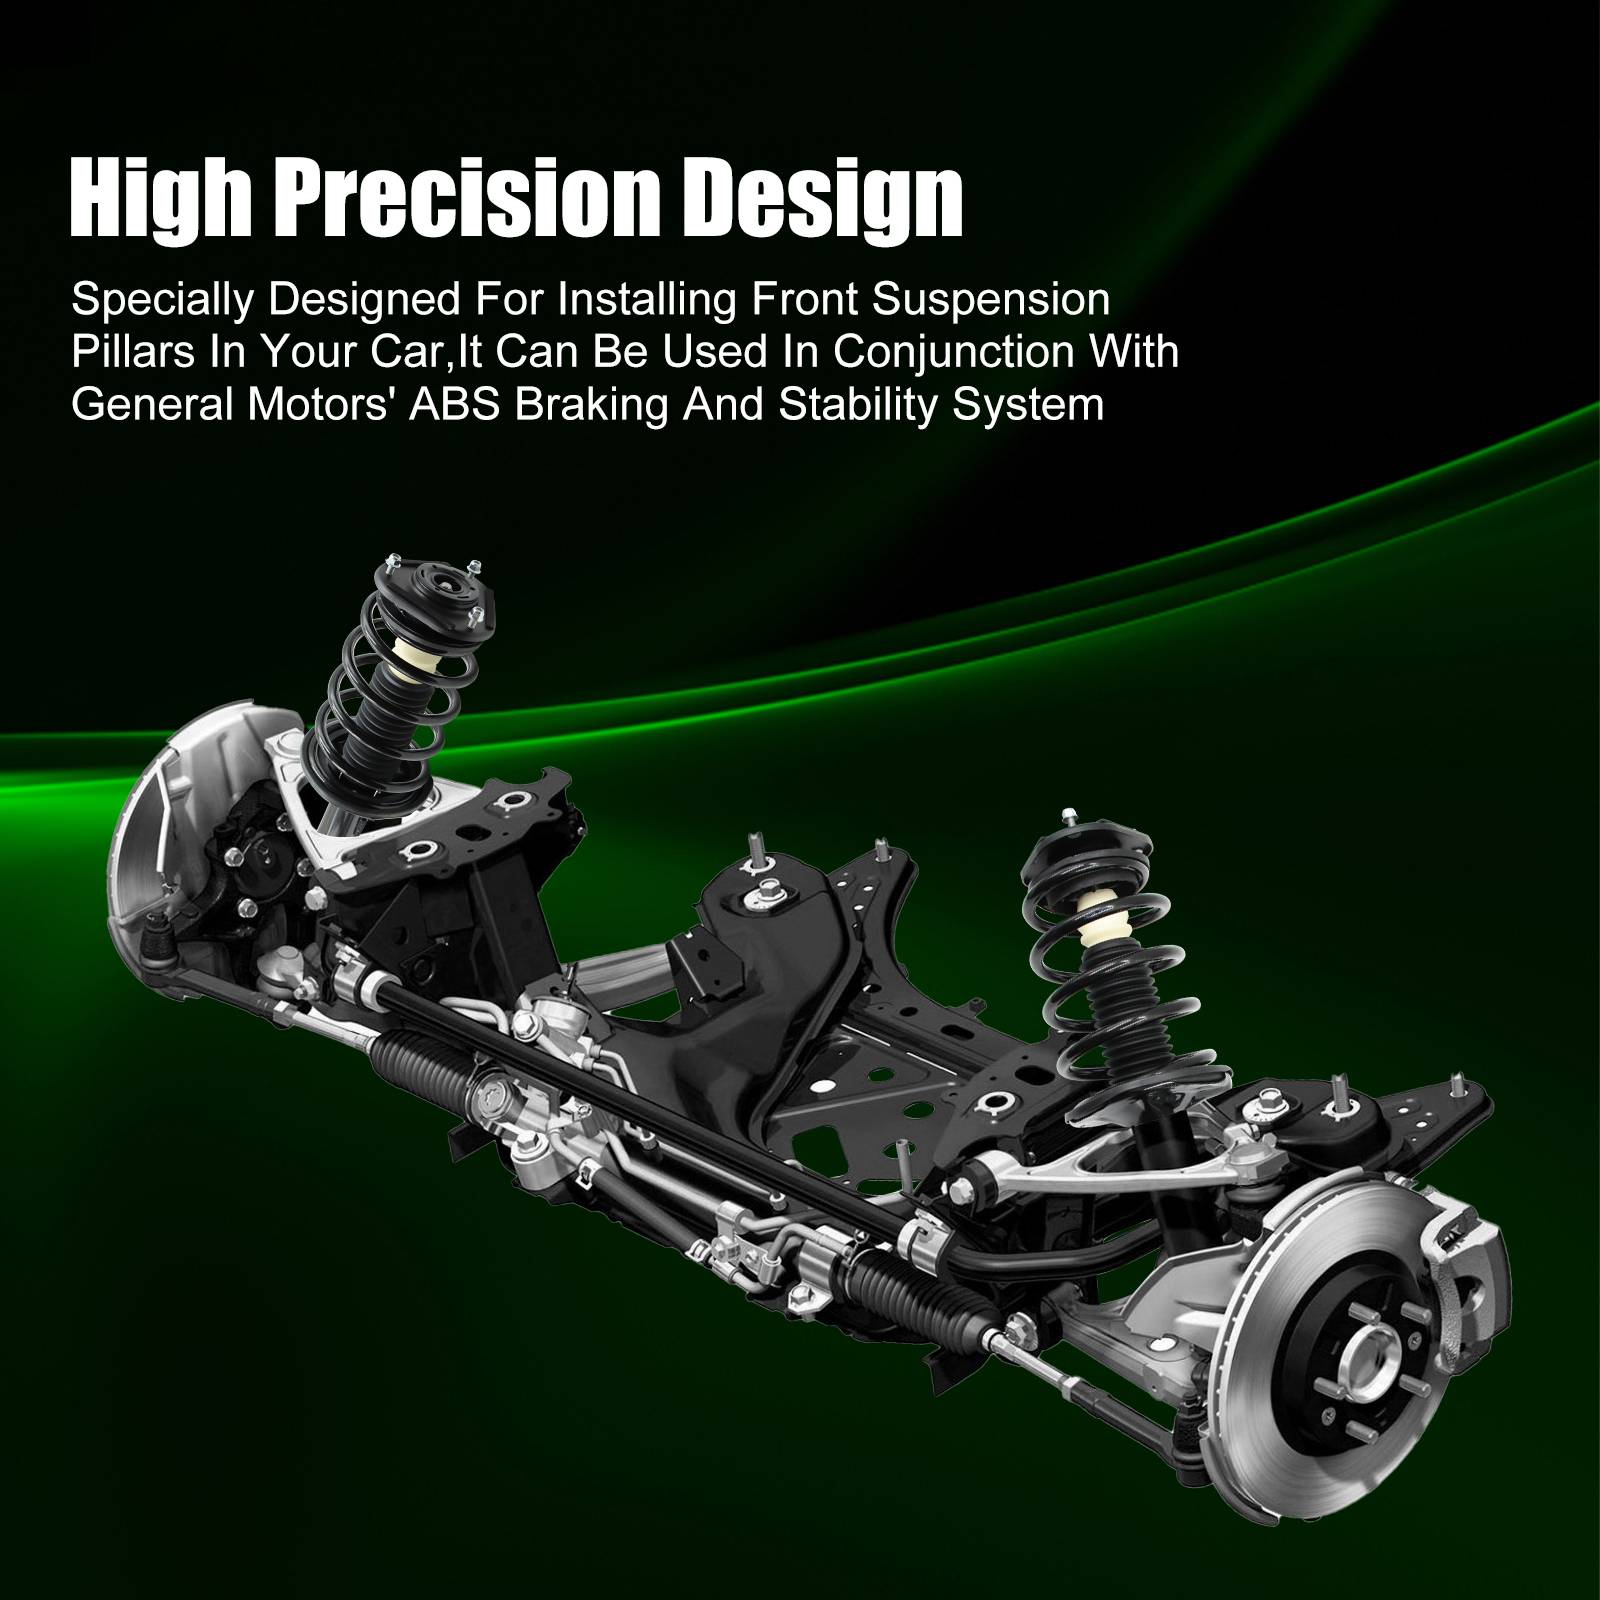 High Precision Design
Specially Designed For Installing Front Suspension
Pillars In Your Car,It Can Be Used In Conjunction With
General Motors' ABS Braking And Stability System